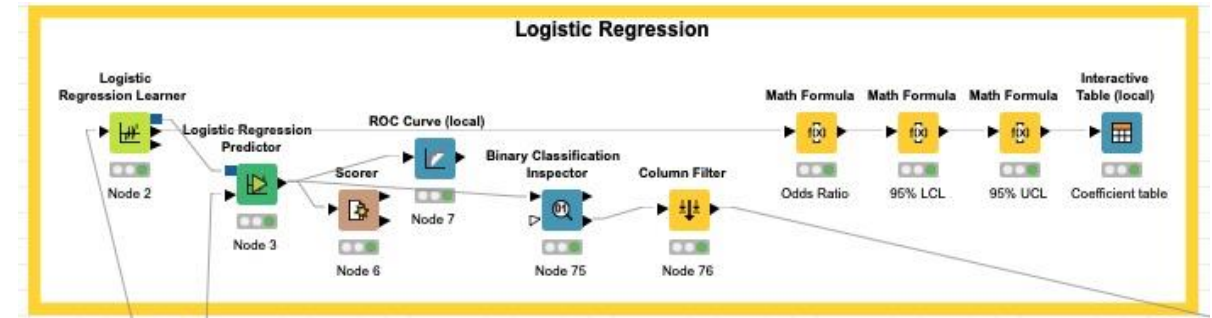 Logistic Regression
Logistic
Regression Learner
Node 2
Logistic Regression
Predictor
Node 3
Scorer
Node 6
ROC Curve (local)
Node 7
Binary Classification
Inspector
01
Node 75
Column Filter
Node 76
Math Formula
f(x)
Odds Ratio
Math Formula
f(x)
95% LCL
Math Formula
f(x)
95% UCL
Interactive
Table (local)
Coefficient table